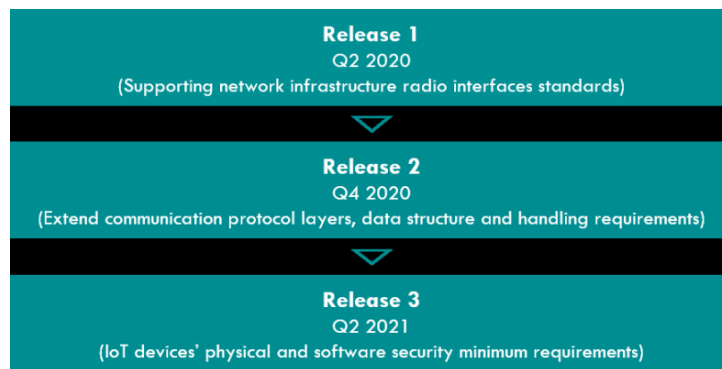 Release 1
Q2 2020
(Supporting network infrastructure radio interfaces standards)
Release 2
Q4 2020
(Extend communication protocol layers, data structure and handling requirements)
Release 3
Q2 2021
(IoT devices’ physical and software security minimum requirements)